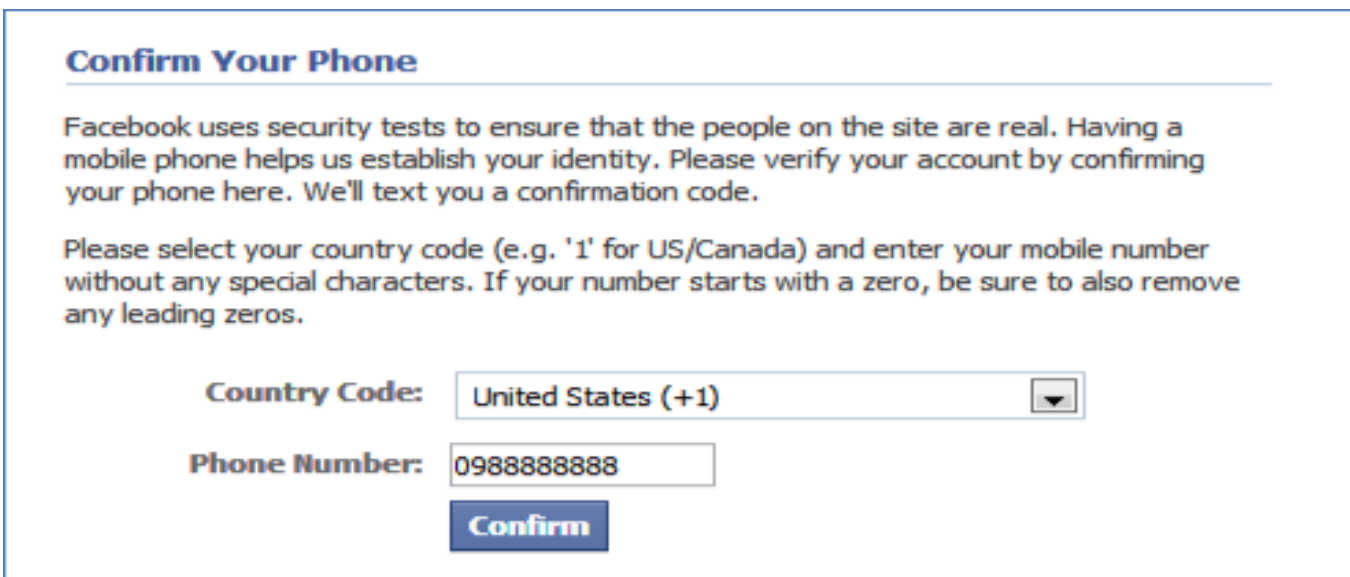 Confirm Your Phone
Facebook uses security tests to ensure that the people on the site are real. Having a
mobile phone helps us establish your identity. Please verify your account by confirming
your phone here. We'll text you a confirmation code.
Please select your country code (e.g. '1' for US/Canada) and enter your mobile number
without any special characters. If your number starts with a zero, be sure to also remove
any leading zeros.
Country Code: United States (+1)
Phone Number: 0988888888
Confirm